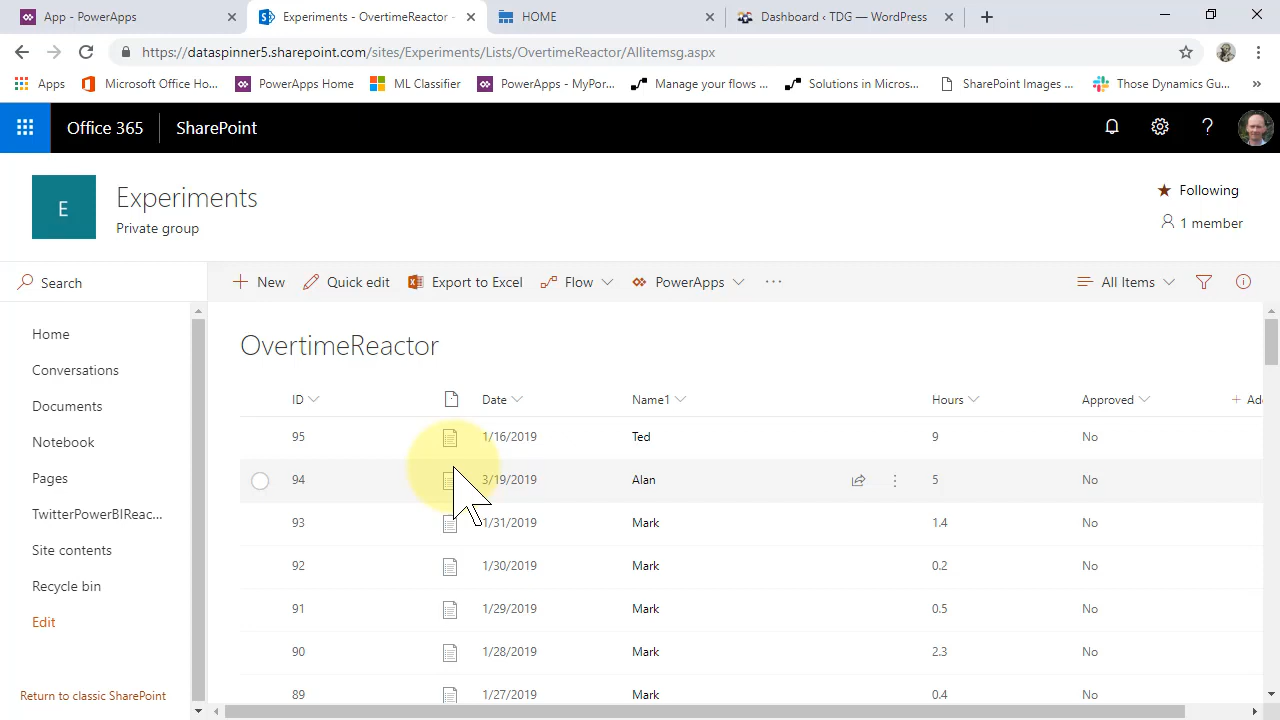 App - PowerApps
Experiments - OvertimeReactor -
HOME
Dashboard ‹ TDG — WordPress
https://dataspinner5.sharepoint.com/sites/Experiments/Lists/OvertimeReactor/Allitemsg.aspx
Apps
Microsoft Office Ho...
PowerApps Home
ML Classifier
PowerApps - MyPor...
Manage your flows ...
Solutions in Micros...
SharePoint Images ...
Those Dynamics Gu...
»
Office 365
SharePoint
?
E
Experiments
Private group
Following
1 member
Search
New
Quick edit
Export to Excel
Flow
PowerApps
...
All Items
Home
Conversations
Documents
Notebook
Pages
TwitterPowerBIReac...
Site contents
Recycle bin
Edit
Return to classic SharePoint
OvertimeReactor
ID Date Name1 Hours Approved + Ad
95 1/16/2019 Ted 9 No
94 3/19/2019 Alan 5 No
93 1/31/2019 Mark 1.4 No
92 1/30/2019 Mark 0.2 No
91 1/29/2019 Mark 0.5 No
90 1/28/2019 Mark 2.3 No
89 1/27/2019 Mark 0.4 No